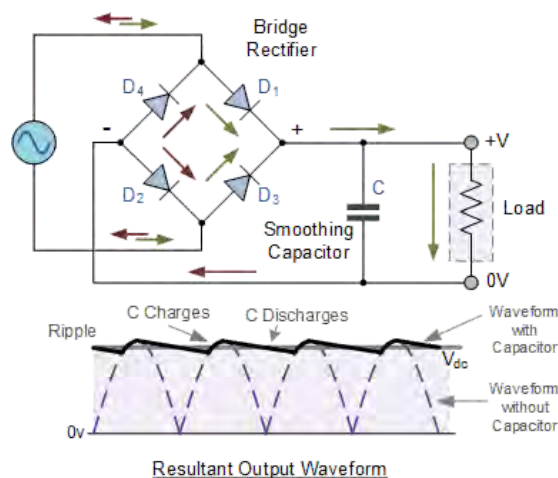 Bridge
Rectifier
D4
D1
-
+
+V
D2
D3
C
Smoothing
Capacitor
Load
0V
C Charges
C Discharges
Waveform
with
Capacitor
Ripple
Vdc
Waveform
without
Capacitor
0v
Resultant Output Waveform